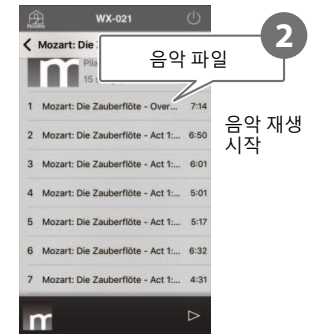 WX-021
2
Mozart: Die
음악 파일
15
1 Mozart: Die Zauberflöte - Over... 7:14
음악 재생
시작
2 Mozart: Die Zauberflöte - Act 1:... 6:50
3 Mozart: Die Zauberflöte - Act 1:... 6:01
4 Mozart: Die Zauberflöte - Act 1:... 5:01
5 Mozart: Die Zauberflöte - Act 1:... 5:17
6 Mozart: Die Zauberflöte - Act 1:... 6:32
7 Mozart: Die Zauberflöte - Act 1:... 4:31
m